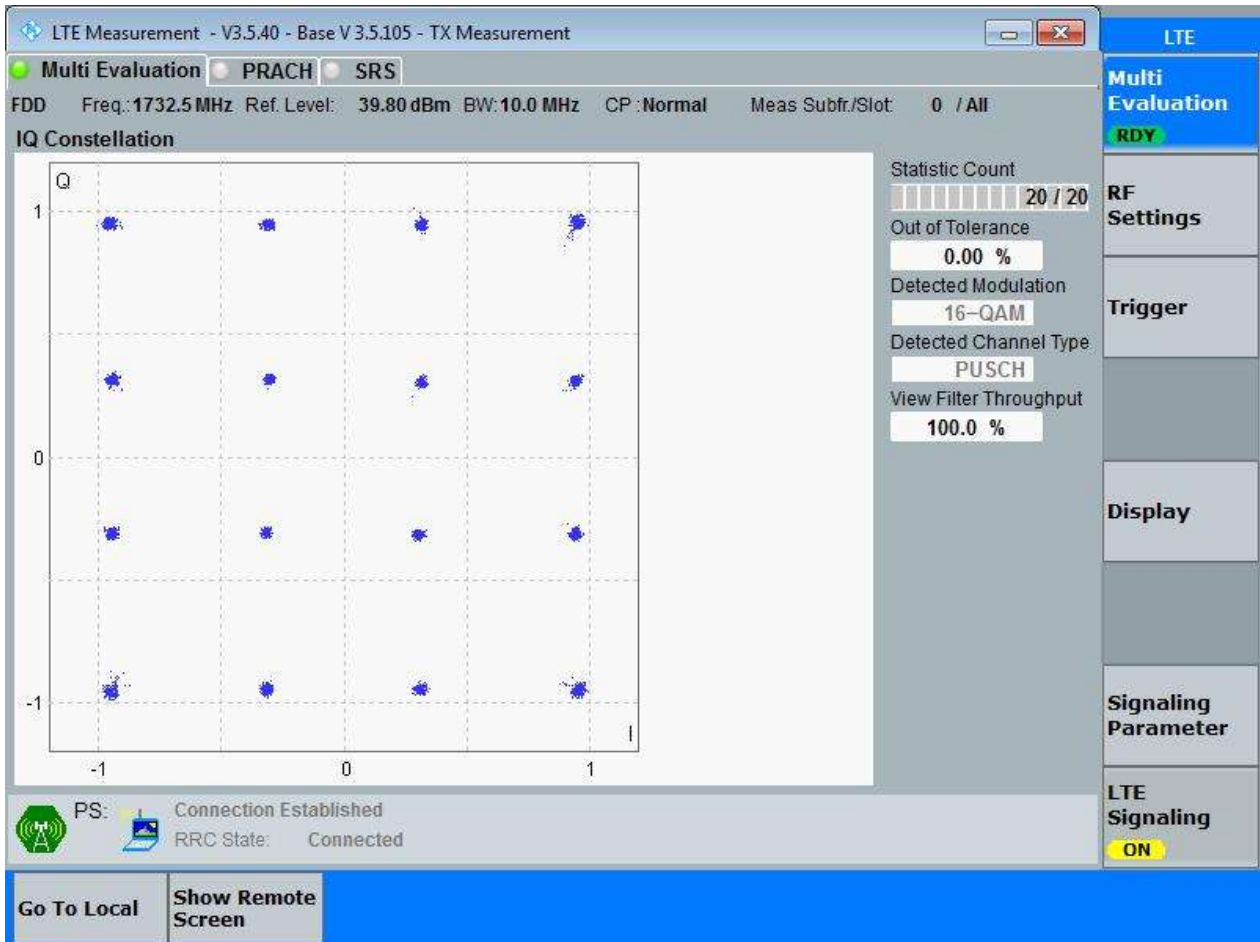 LTE Measurement - V3.5.40 - Base V 3.5.105 - TX Measurement
LTE
Multi Evaluation PRACH SRS
Multi
Evaluation
RDY
FDD Freq.: 1732.5 MHz Ref. Level: 39.80 dBm BW: 10.0 MHz CP : Normal Meas Subfr./Slot: 0 / All
IQ Constellation
Q
1
0
-1
I
-1 0 1
Statistic Count
20 / 20
Out of Tolerance
0.00 %
Detected Modulation
16-QAM
Detected Channel Type
PUSCH
View Filter Throughput
100.0 %
RF
Settings
Trigger
Display
Signaling
Parameter
LTE
Signaling
ON
PS: Connection Established
RRC State: Connected
Go To Local
Show Remote
Screen